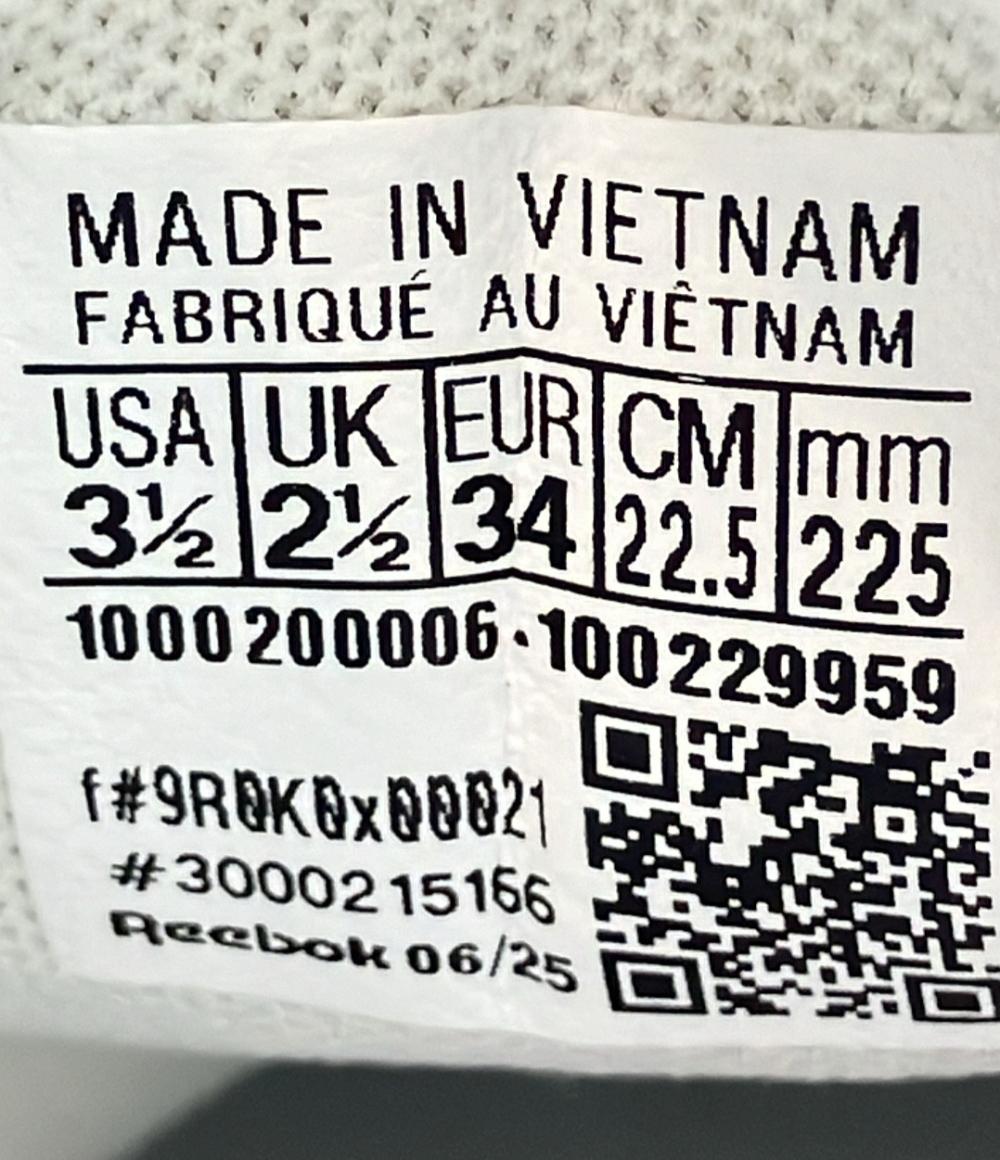 MADE IN VIETNAM
FABRIQUÉ AU VIÊTNAM
USA UK EUR CM mm
3½ 2½ 34 22.5 225
1000200006·100229959
f#9R0K0x00021
#3000215166
Reebok 06/25